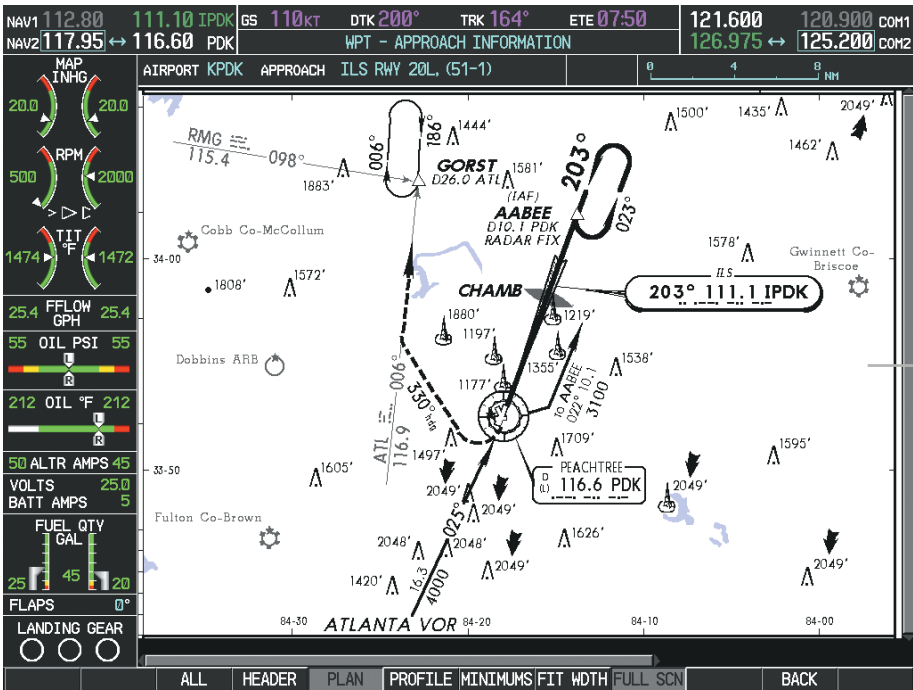 NAV1 112.80 111.10 IPDK
NAV2 117.95 ↔ 116.60 PDK
GS 110KT DTK 200° TRK 164° ETE 07:50
WPT - APPROACH INFORMATION
121.600 120.900 COM1
126.975 ↔ 125.200 COM2
AIRPORT KPDK APPROACH ILS RWY 20L, (51-1)
0 4 8 NM
MAP
INHG
20.0 20.0
RPM
500 2000
TIT
°F
1474 1472
25.4 FFLOW GPH 25.4
55 OIL PSI 55
L
R
212 OIL °F 212
L
R
50 ALTR AMPS 45
VOLTS 25.0
BATT AMPS 5
FUEL QTY
GAL
25 45 20
FLAPS 0°
LANDING GEAR
RMG
115.4
098°
006°
186°
1444'
1883'
GORST
D26.0 ATL
1581'
(IAF)
AABEE
D10.1 PDK
RADAR FIX
203°
023°
1500'
1435'
2049'
1462'
Cobb Co-McCollum
34-00
1808'
1572'
1578'
Gwinnett Co-
Briscoe
CHAMB
ILS
203° 111.1 IPDK
1880'
1197'
1219'
1177'
1355'
1538'
Dobbins ARB
330° hdg
ATL
116.9
006°
to AABEE
022° 10.1
3100
1497'
1709'
1595'
33-50
1605'
2049'
PEACHTREE
D
(L)
116.6 PDK
2049'
2049'
2049'
Fulton Co-Brown
025°
1626'
2048'
2048'
2049'
2049'
1420'
16.3
4000
ATLANTA VOR
84-30 84-20 84-10 84-00
ALL HEADER PLAN PROFILE MINIMUMS FIT WDTH FULL SCN BACK